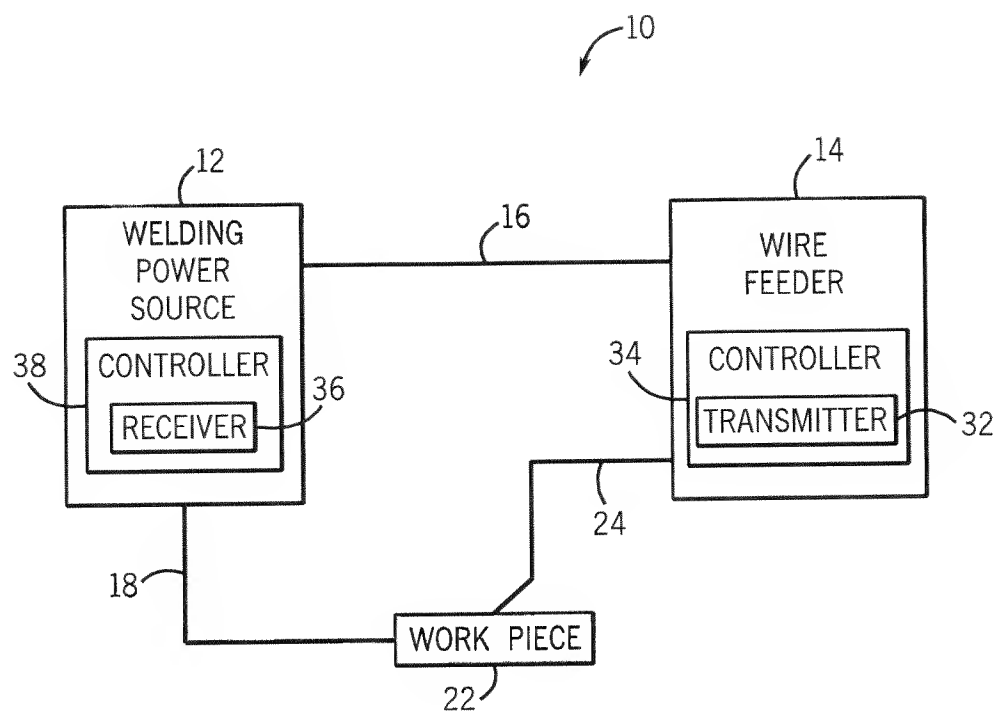 10
12
14
16
WELDING
POWER
SOURCE
WIRE
FEEDER
38
CONTROLLER
36
RECEIVER
34
CONTROLLER
TRANSMITTER
32
24
18
WORK PIECE
22